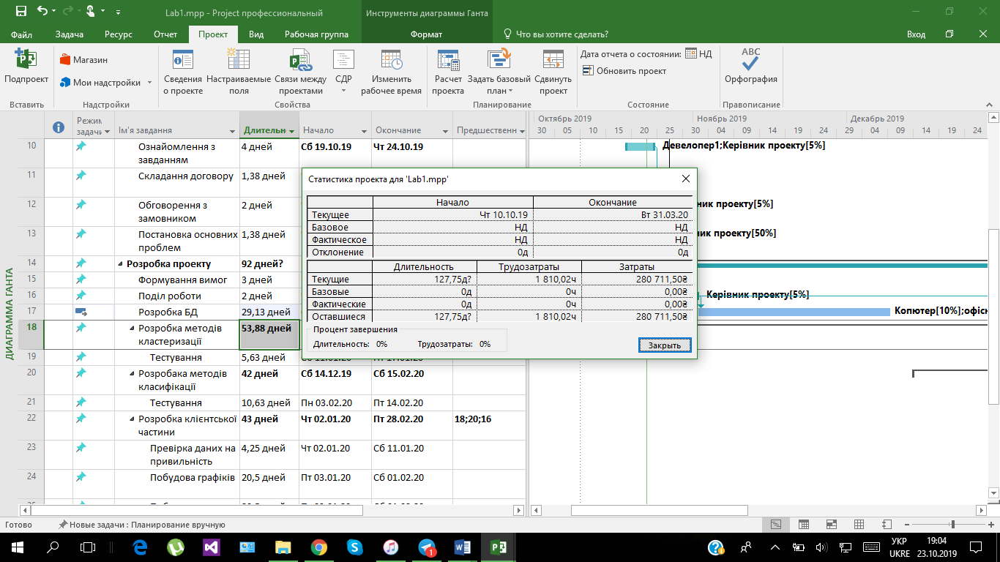 Lab1.mpp - Project профессиональный
Инструменты диаграммы Ганта
Файл Задача Ресурс Отчет Проект Вид Рабочая группа Формат Что вы хотите сделать? Вход
Подпроект
Магазин
Мои надстройки
Сведения
о проекте
Настраиваемые
поля
Связи между
проектами
СДР
Изменить
рабочее время
Расчет
проекта
Задать базовый
план
Сдвинуть
проект
Дата отчета о состоянии: НД
Обновить проект
ABC
Орфография
Вставить Надстройки Свойства Планирование Состояние Правописание
Режим
задачи
Ім'я завдання
Длительн
Начало
Окончание
Предшественн
Октябрь 2019 Ноябрь 2019 Декабрь 2019
30 05 10 15 20 25 30 04 09 14 19 24 29 04 09 14 19 24
ДИАГРАММА ГАНТА
10 Ознайомлення з
завданням
4 дней Сб 19.10.19 Чт 24.10.19
Девелопер1;Керівник проекту[5%]
11 Складання договору 1,38 дней
12 Обговорення з
замовником
2 дней
ник проекту[5%]
13 Постановка основних
проблем
1,38 дней
ник проекту[50%]
14 Розробка проекту 92 дней?
15 Формування вимог 3 дней
16 Поділ роботи 2 дней
Керівник проекту[5%]
17 Розробка БД 29,13 дней
Копютер[10%];офісн
18 Розробка методів
кластеризації
53,88 дней
19 Тестування 5,63 дней
20 Розробака методів
класифікації
42 дней Сб 14.12.19 Сб 15.02.20
21 Тестування 10,63 дней Пн 03.02.20 Пт 14.02.20
22 Розробка клієнтської
частини
43 дней Чт 02.01.20 Пт 28.02.20 18;20;16
23 Превірка даних на
привильність
4,25 дней Чт 02.01.20 Сб 11.01.20
24 Побудова графіків 20,5 дней Пт 03.01.20 Сб 01.02.20
Статистика проекта для 'Lab1.mpp'
Начало Окончание
Текущее Чт 10.10.19 Вт 31.03.20
Базовое НД НД
Фактическое НД НД
Отклонение 0д 0д
Длительность Трудозатраты Затраты
Текущие 127,75д? 1 810,02ч 280 711,50₴
Базовые 0д 0ч 0,00₴
Фактические 0д 0ч 0,00₴
Оставшиеся 127,75д? 1 810,02ч 280 711,50₴
Процент завершения
Длительность: 0% Трудозатраты: 0%
Закрыть
Готово Новые задачи : Планирование вручную
1
УКР
UKRE
19:04
23.10.2019